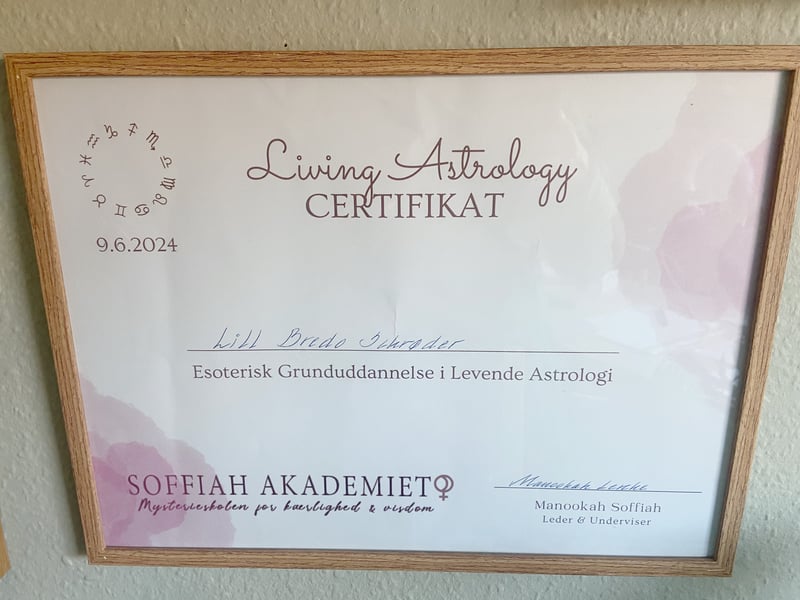 Living Astrology
CERTIFIKAT
9.6.2024
Lill Bredo Schrøder
Esoterisk Grunduddannelse i Levende Astrologi
SOFFIAH AKADEMIET
Mysterieskolen for kærlighed & visdom
Manookah
Manookah Soffiah
Leder & Underviser